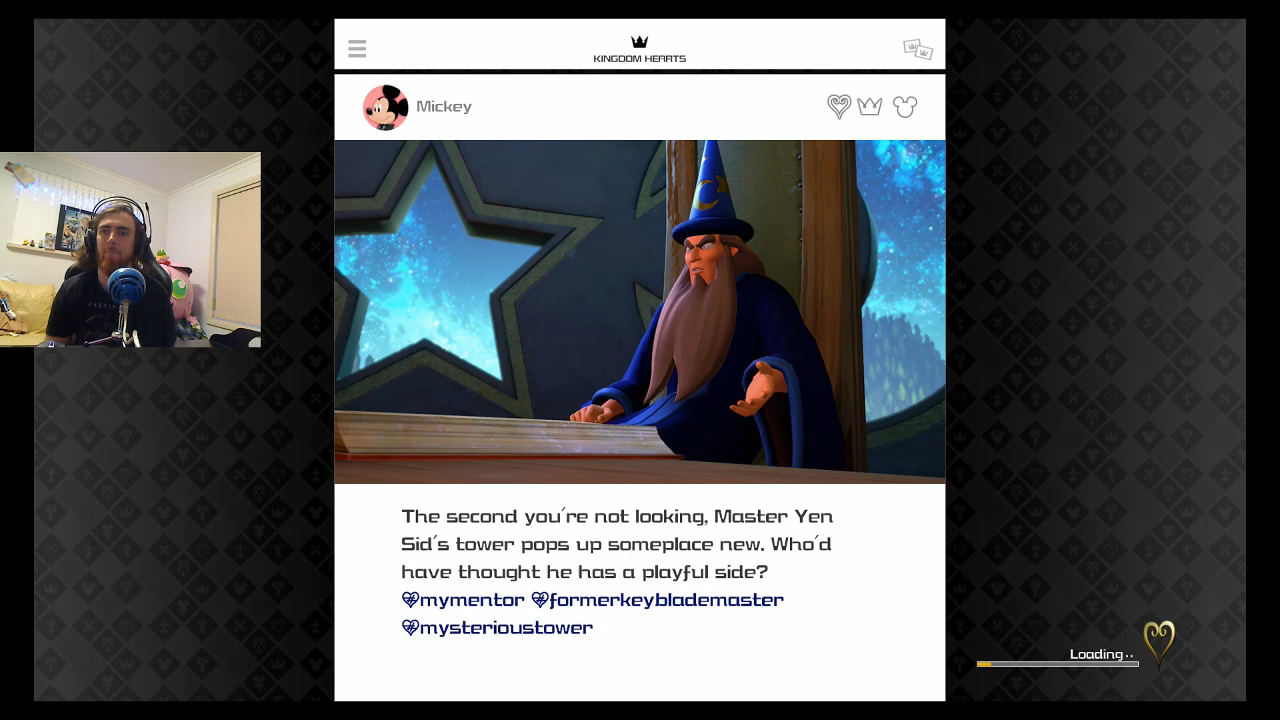 KINGDOM HEARTS
Mickey
The second you're not looking, Master Yen
Sid's tower pops up someplace new. Who'd
have thought he has a playful side?
#mymentor #formerkeyblademaster
#mysterioustower
Loading..